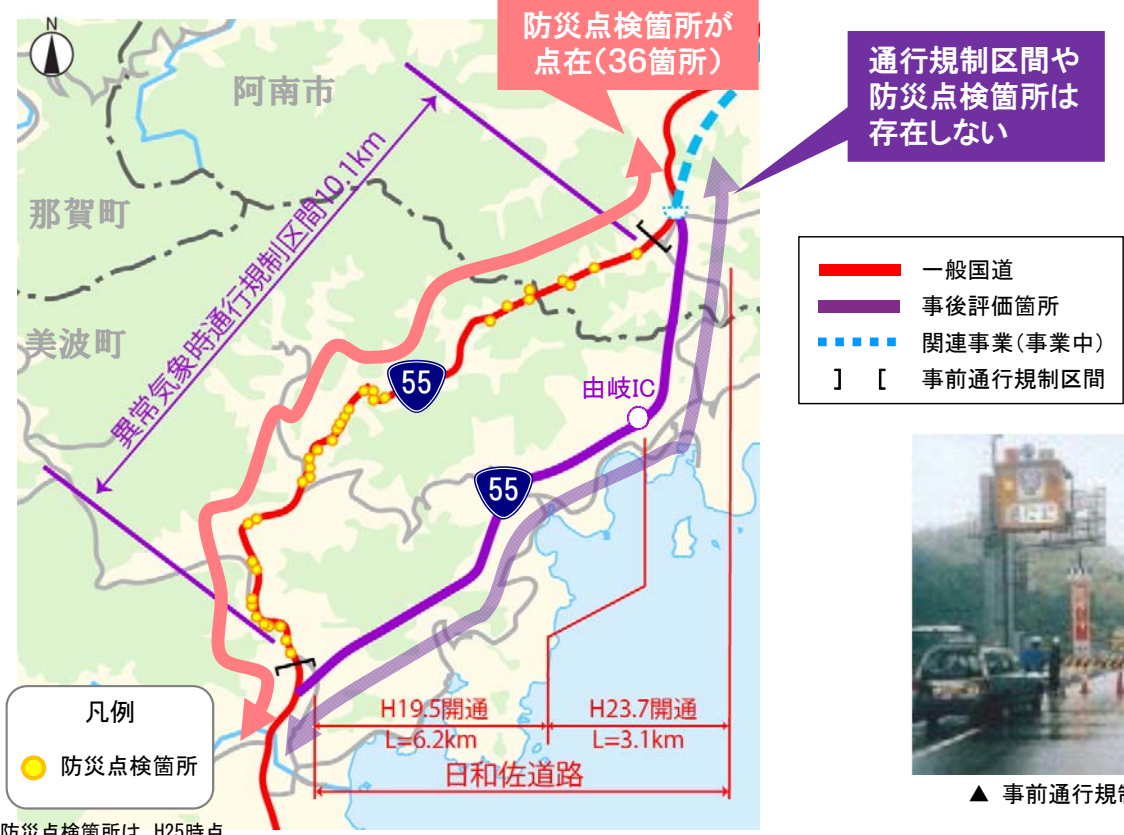 防災点検箇所が
点在(36箇所)
通行規制区間や
防災点検箇所は
存在しない
N
阿南市
那賀町
美波町
異常気象時通行規制区間10.1km
55
由岐IC
55
一般国道
事後評価箇所
関連事業(事業中)
] [ 事前通行規制区間
H19.5開通
L=6.2km
H23.7開通
L=3.1km
日和佐道路
凡例
防災点検箇所
防災点検箇所は、H25時点
▲ 事前通行規